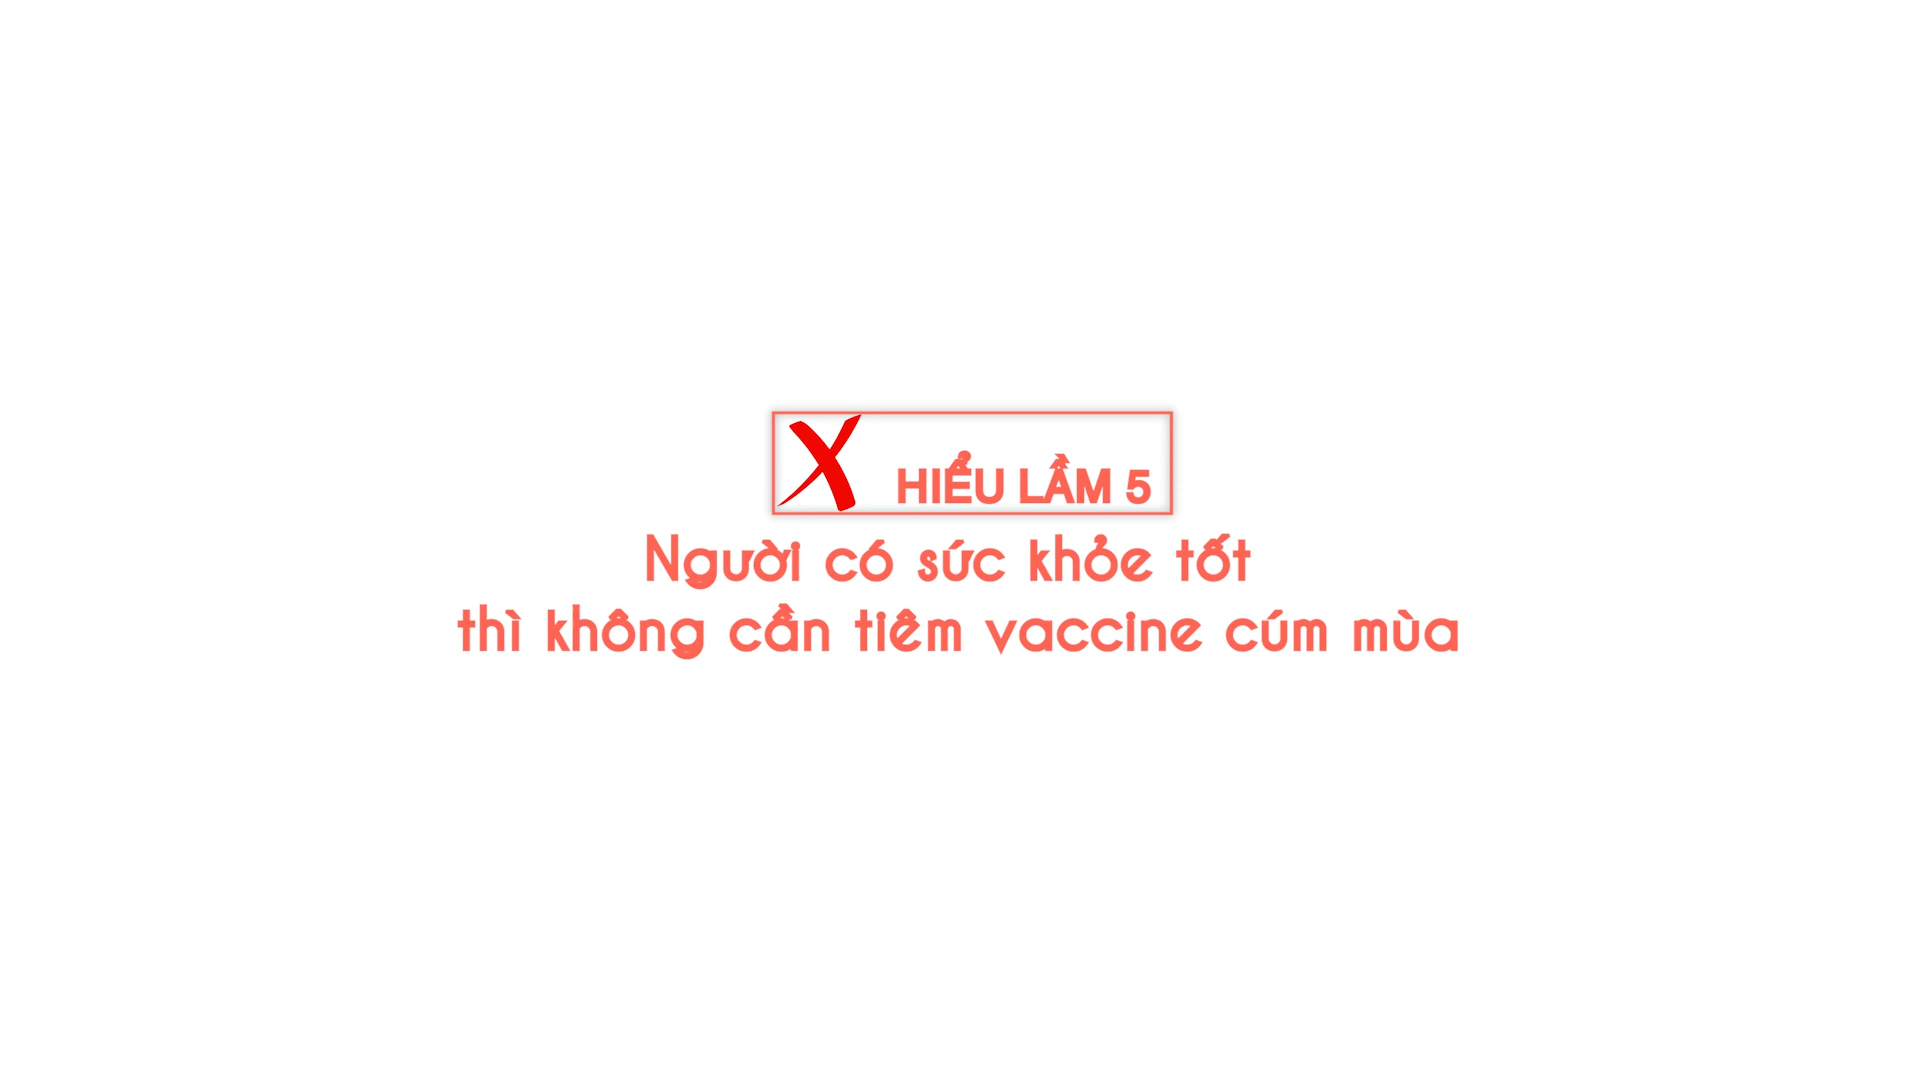 HIỂU LẦM 5
Người có sức khỏe tốt
thì không cần tiêm vaccine cúm mùa